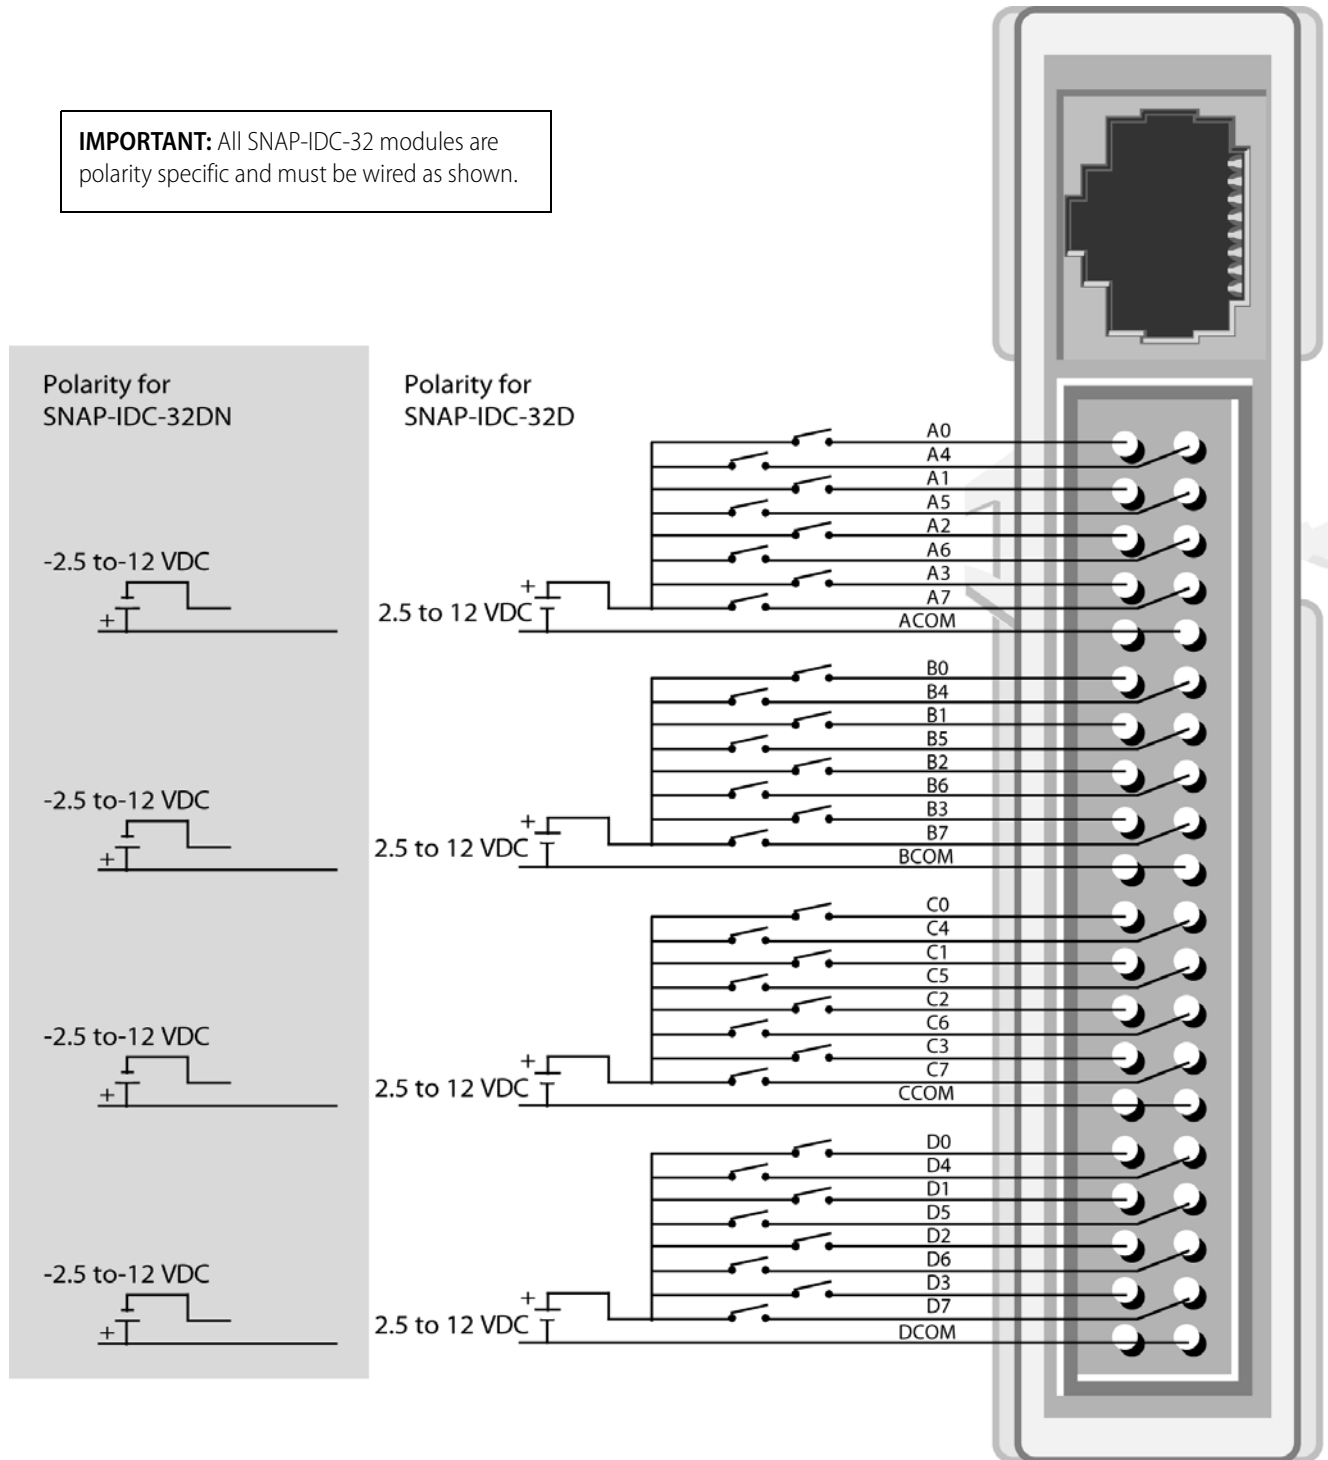 IMPORTANT: All SNAP-IDC-32 modules are
polarity specific and must be wired as shown.
Polarity for
SNAP-IDC-32DN
Polarity for
SNAP-IDC-32D
A0
A4
A1
A5
A2
A6
A3
A7
ACOM
-2.5 to-12 VDC
+
+
2.5 to 12 VDC
B0
B4
B1
B5
B2
B6
B3
B7
BCOM
-2.5 to-12 VDC
+
+
2.5 to 12 VDC
C0
C4
C1
C5
C2
C6
C3
C7
CCOM
-2.5 to-12 VDC
+
+
2.5 to 12 VDC
D0
D4
D1
D5
D2
D6
D3
D7
DCOM
-2.5 to-12 VDC
+
+
2.5 to 12 VDC